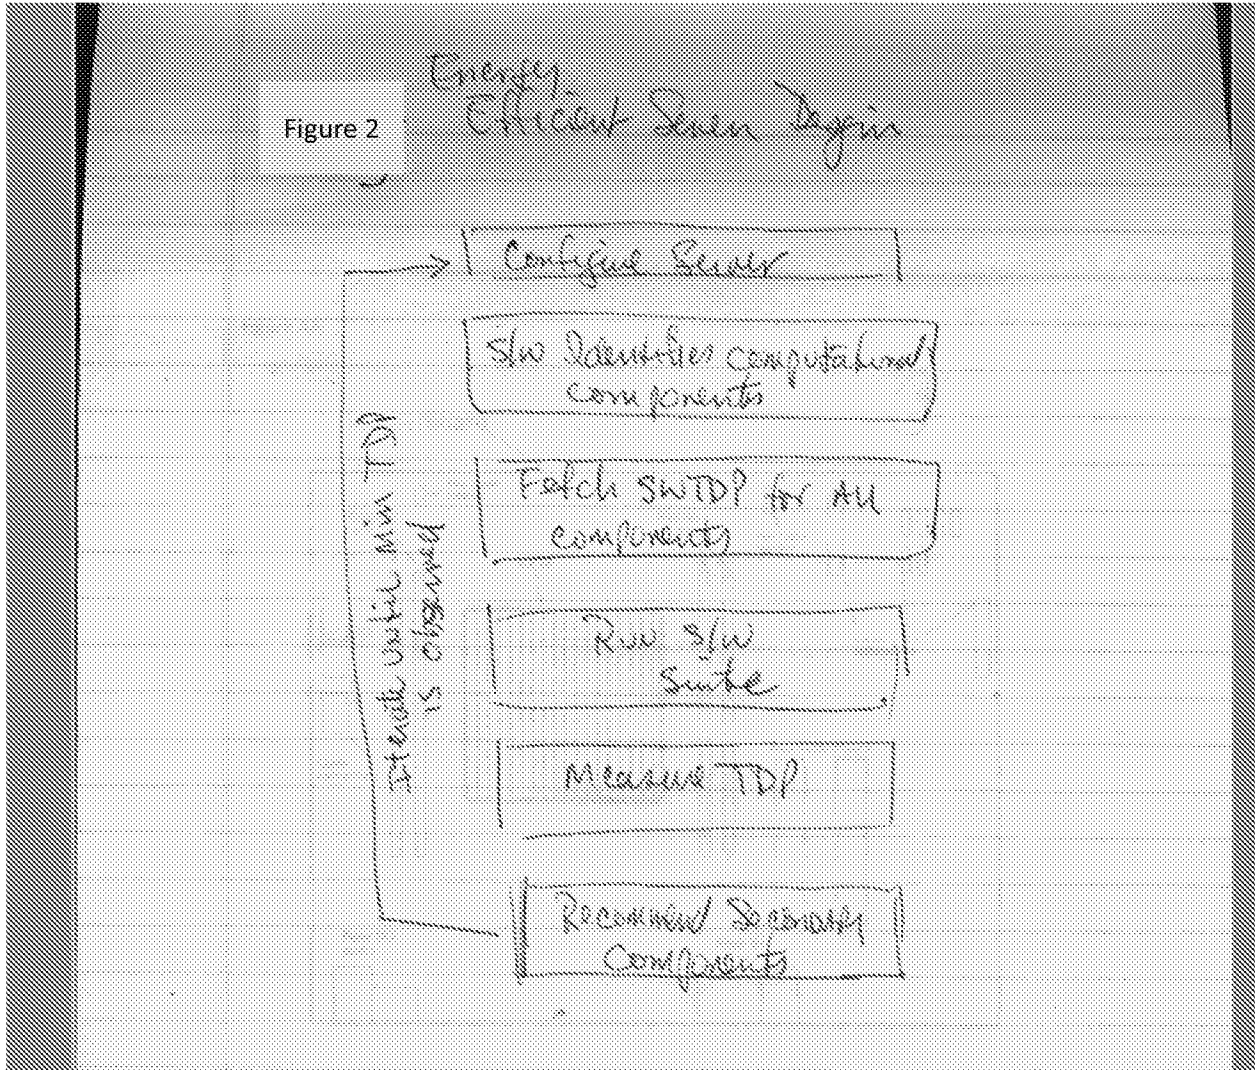 Energy
Figure 2
Efficient Server Design
Configure Server
S/W Identifies computational
components
Fetch SWTDP for All
components
Run S/W
Suite
Measure TDP
Recommend Secondary
Components
Iterate until Min TDP
is observed